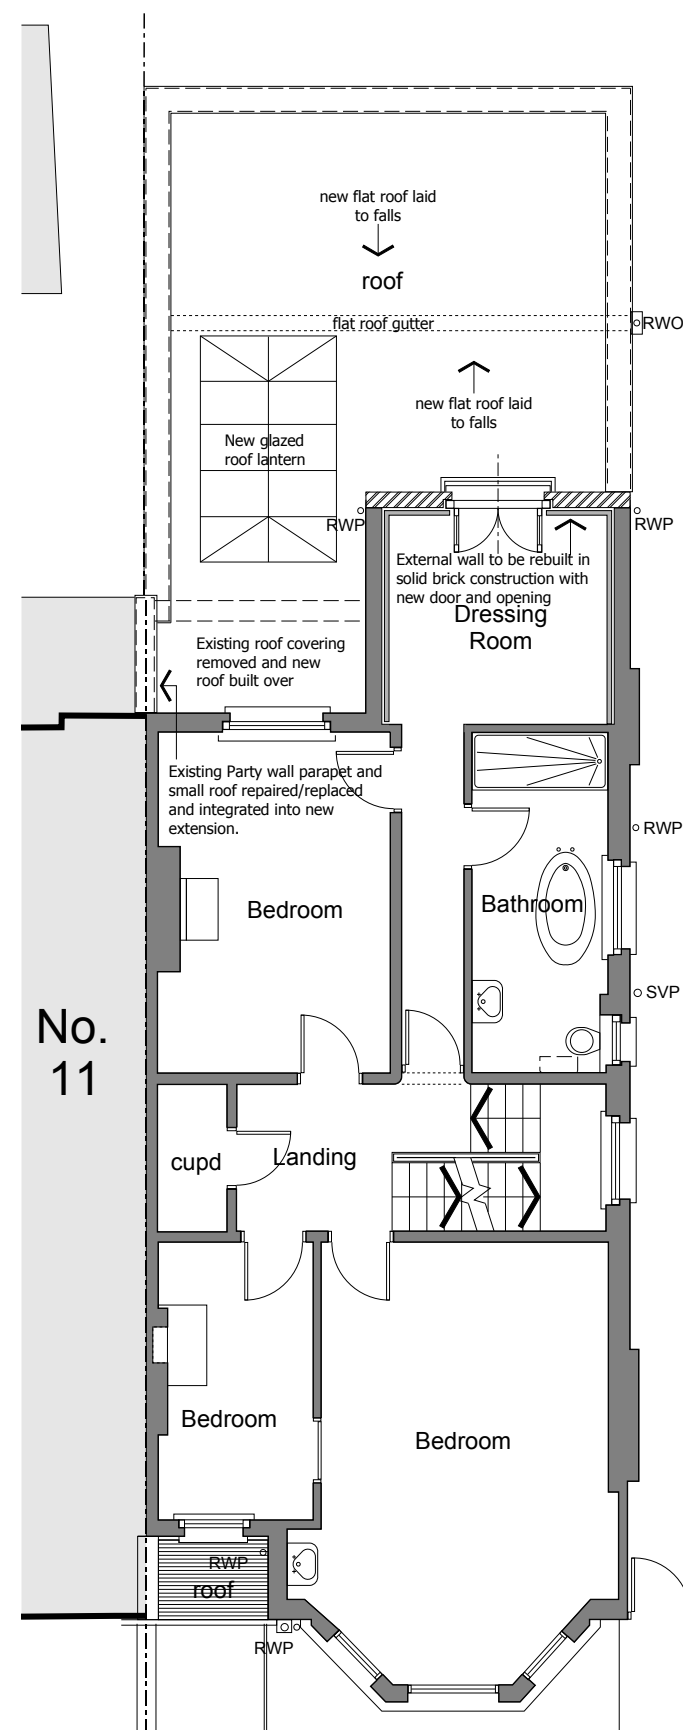 new flat roof laid
to falls
roof
flat roof gutter
RWO
new flat roof laid
to falls
New glazed
roof lantern
RWP
RWP
External wall to be rebuilt in
solid brick construction with
new door and opening
Dressing
Room
Existing roof covering
removed and new
roof built over
Existing Party wall parapet and
small roof repaired/replaced
and integrated into new
extension.
RWP
Bedroom
Bathroom
SVP
No.
11
cupd
Landing
Bedroom
Bedroom
RWP
roof
RWP